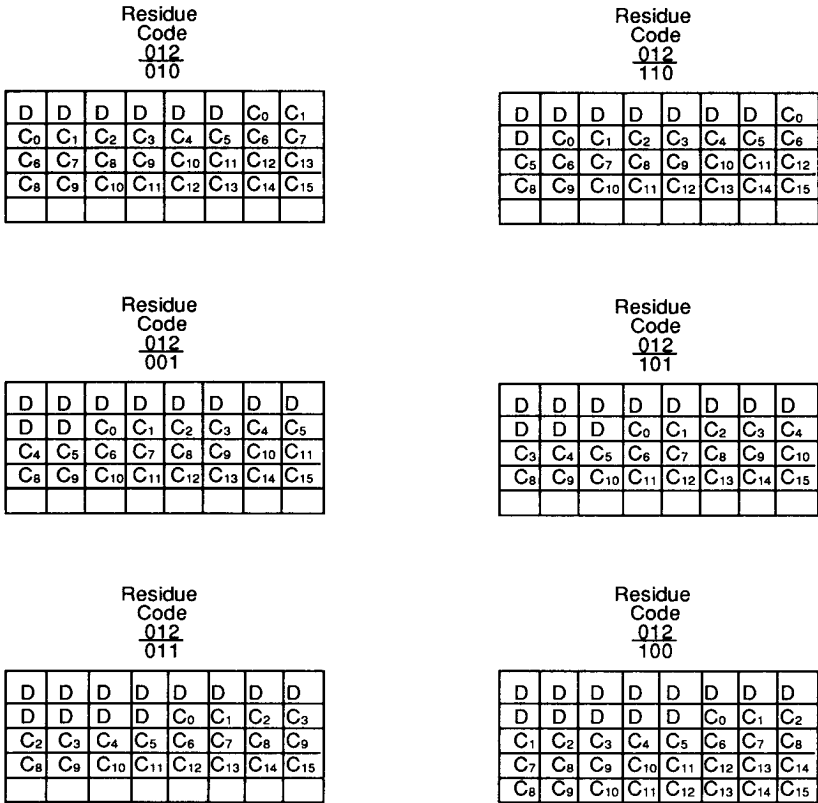 Residue
Code
012
010
D D D D D D C₀ C₁
C₀ C₁ C₂ C₃ C₄ C₅ C₆ C₇
C₆ C₇ C₈ C₉ C₁₀ C₁₁ C₁₂ C₁₃
C₈ C₉ C₁₀ C₁₁ C₁₂ C₁₃ C₁₄ C₁₅
Residue
Code
012
110
D D D D D D D C₀
D C₀ C₁ C₂ C₃ C₄ C₅ C₆
C₅ C₆ C₇ C₈ C₉ C₁₀ C₁₁ C₁₂
C₈ C₉ C₁₀ C₁₁ C₁₂ C₁₃ C₁₄ C₁₅
Residue
Code
012
001
D D D D D D D D
D D C₀ C₁ C₂ C₃ C₄ C₅
C₄ C₅ C₆ C₇ C₈ C₉ C₁₀ C₁₁
C₈ C₉ C₁₀ C₁₁ C₁₂ C₁₃ C₁₄ C₁₅
Residue
Code
012
101
D D D D D D D D
D D D C₀ C₁ C₂ C₃ C₄
C₃ C₄ C₅ C₆ C₇ C₈ C₉ C₁₀
C₈ C₉ C₁₀ C₁₁ C₁₂ C₁₃ C₁₄ C₁₅
Residue
Code
012
011
D D D D D D D D
D D D D C₀ C₁ C₂ C₃
C₂ C₃ C₄ C₅ C₆ C₇ C₈ C₉
C₈ C₉ C₁₀ C₁₁ C₁₂ C₁₃ C₁₄ C₁₅
Residue
Code
012
100
D D D D D D D D
D D D D D C₀ C₁ C₂
C₁ C₂ C₃ C₄ C₅ C₆ C₇ C₈
C₇ C₈ C₉ C₁₀ C₁₁ C₁₂ C₁₃ C₁₄
C₈ C₉ C₁₀ C₁₁ C₁₂ C₁₃ C₁₄ C₁₅